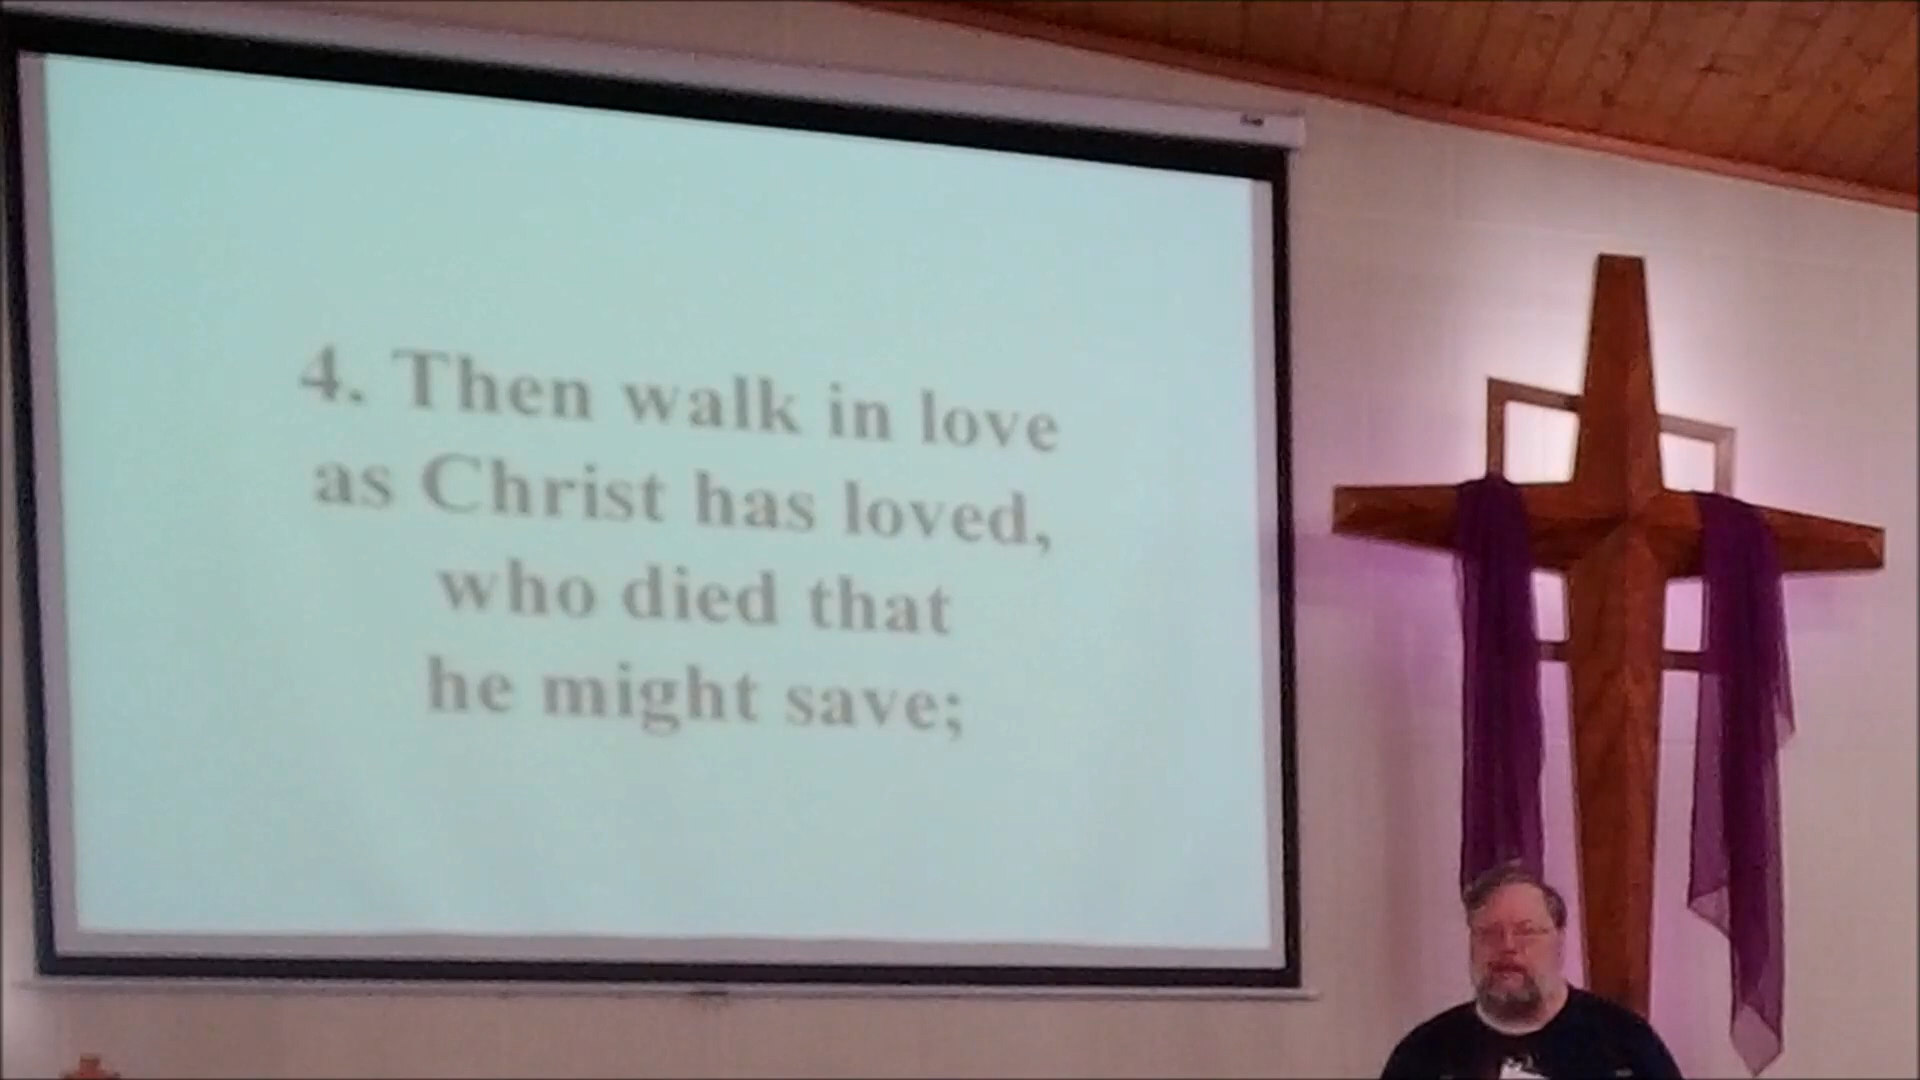 4. Then walk in love
as Christ has loved,
who died that
he might save;